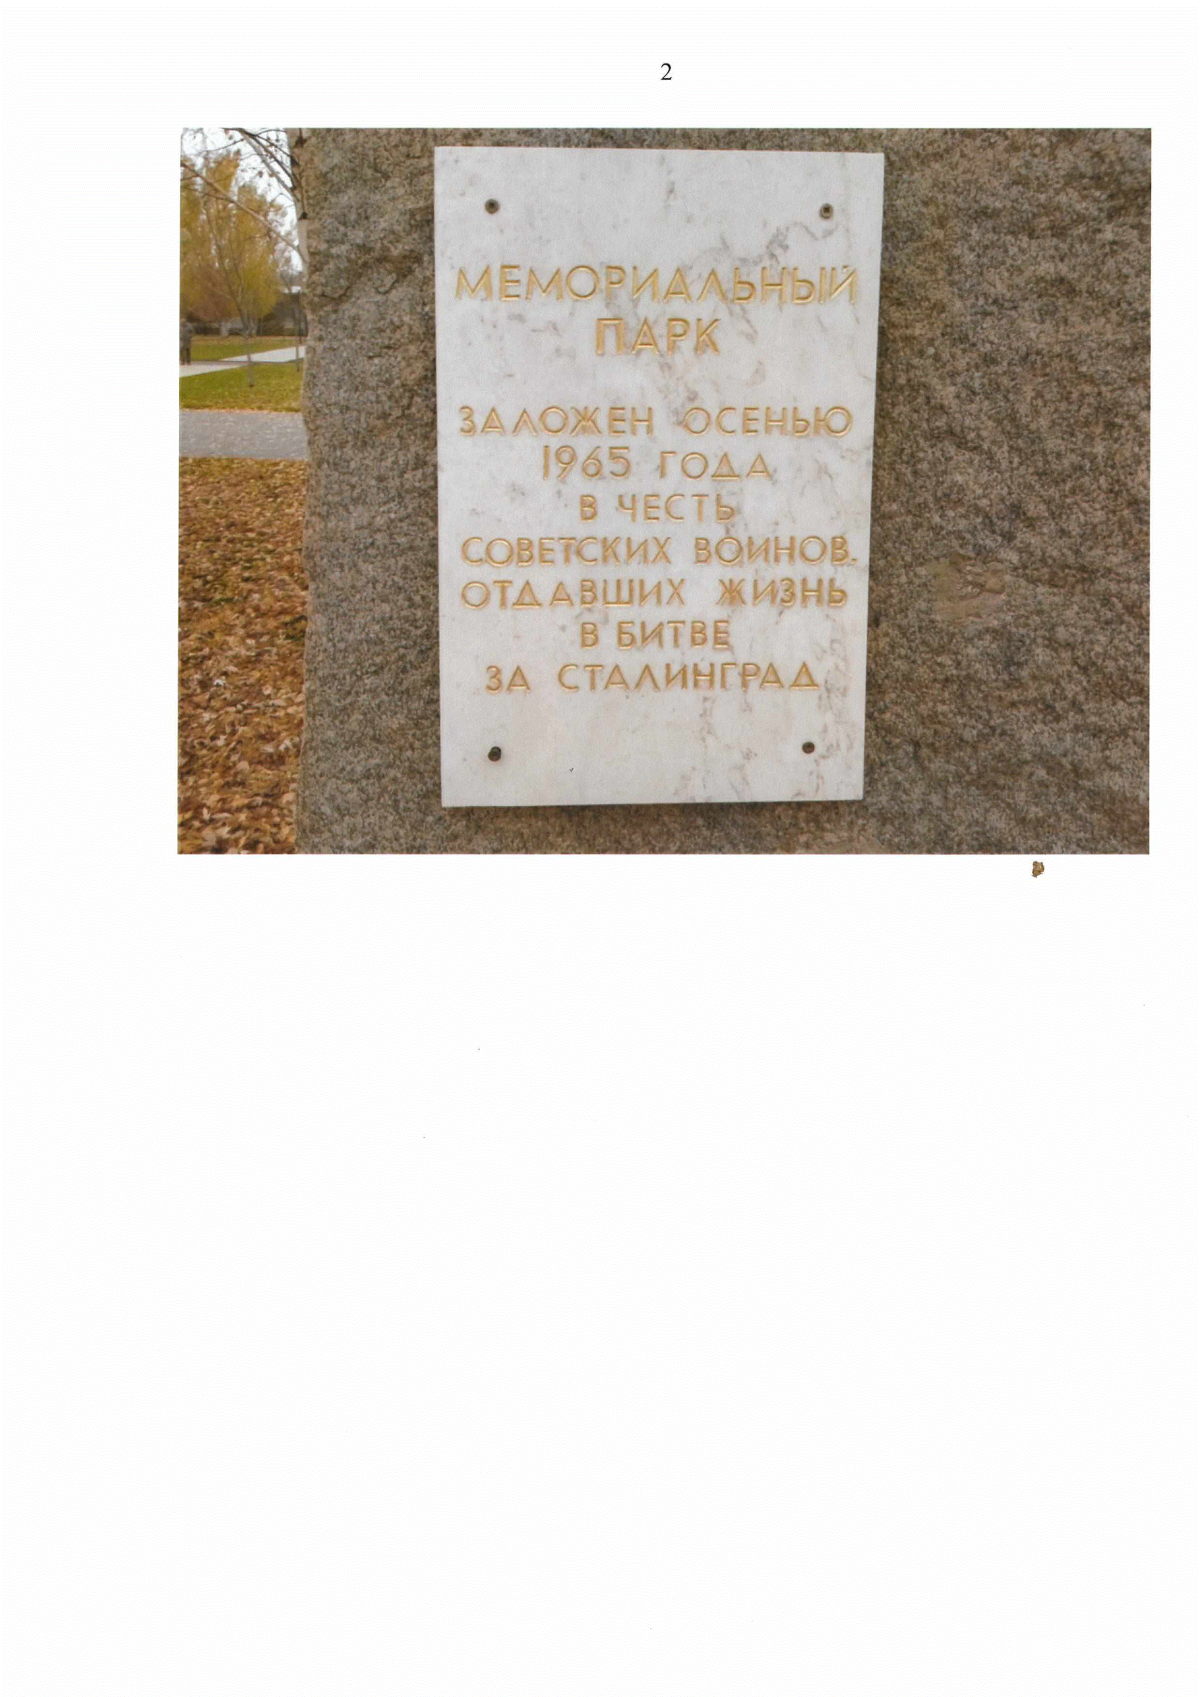 2
МЕМОРИАЛЬНЫЙ
ПАРК
ЗАЛОЖЕН ОСЕНЬЮ
1965 ГОДА
В ЧЕСТЬ
СОВЕТСКИХ ВОИНОВ,
ОТДАВШИХ ЖИЗНЬ
В БИТВЕ
ЗА СТАЛИНГРАД